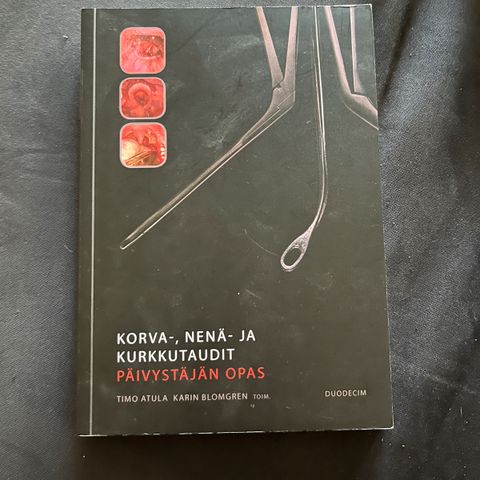 KORVA-, NENÄ- JA
KURKKUTAUDIT
PÄIVYSTÄJÄN OPAS
TIMO ATULA KARIN BLOMGREN TOIM.
DUODECIM